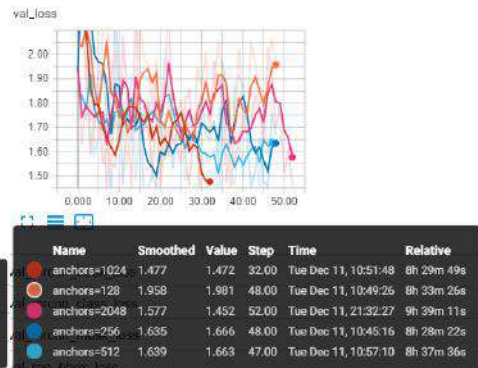 val_loss
2.00
1.90
1.80
1.70
1.60
1.50
0.000 10.00 20.00 30.00 40.00 50.00
Name Smoothed Value Step Time Relative
anchors=1024 1.477 1.472 32.00 Tue Dec 11, 10:51:48 8h 29m 49s
anchors=128 1.958 1.981 48.00 Tue Dec 11, 10:49:26 8h 33m 26s
anchors=2048 1.577 1.452 52.00 Tue Dec 11, 21:32:27 9h 39m 11s
anchors=256 1.635 1.666 48.00 Tue Dec 11, 10:45:16 8h 28m 22s
anchors=512 1.639 1.663 47.00 Tue Dec 11, 10:57:10 8h 37m 36s